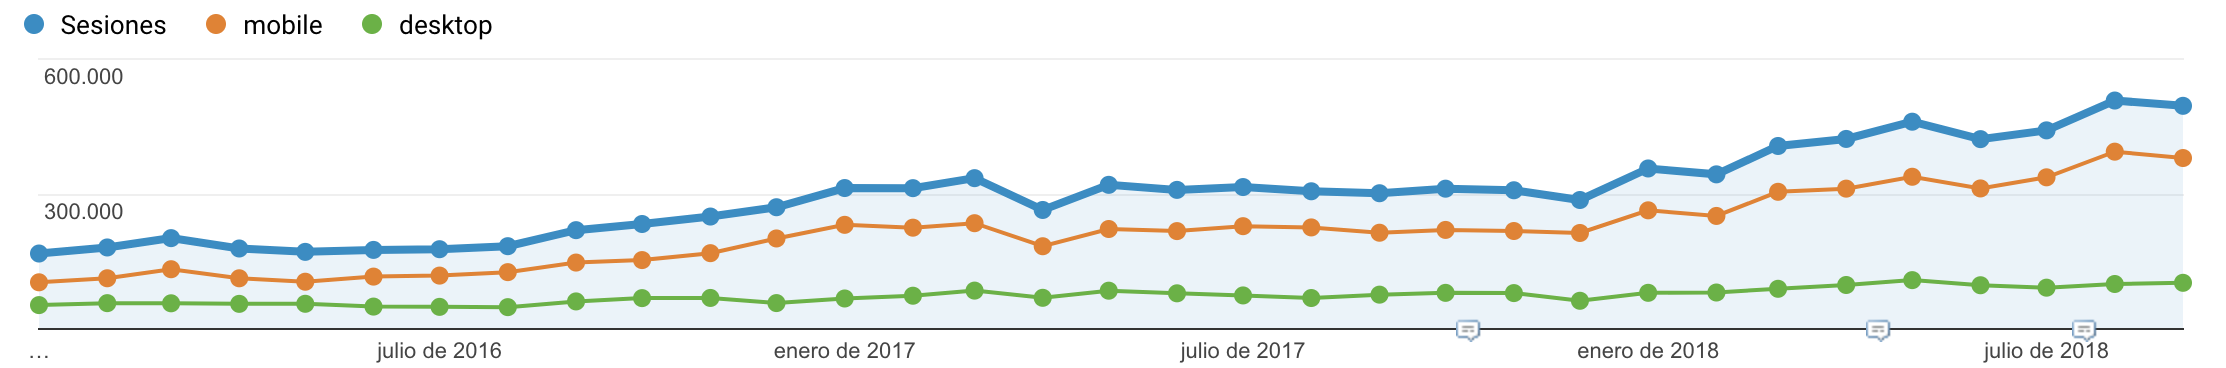 Sesiones mobile desktop
600.000
300.000
... julio de 2016 enero de 2017 julio de 2017 enero de 2018 julio de 2018